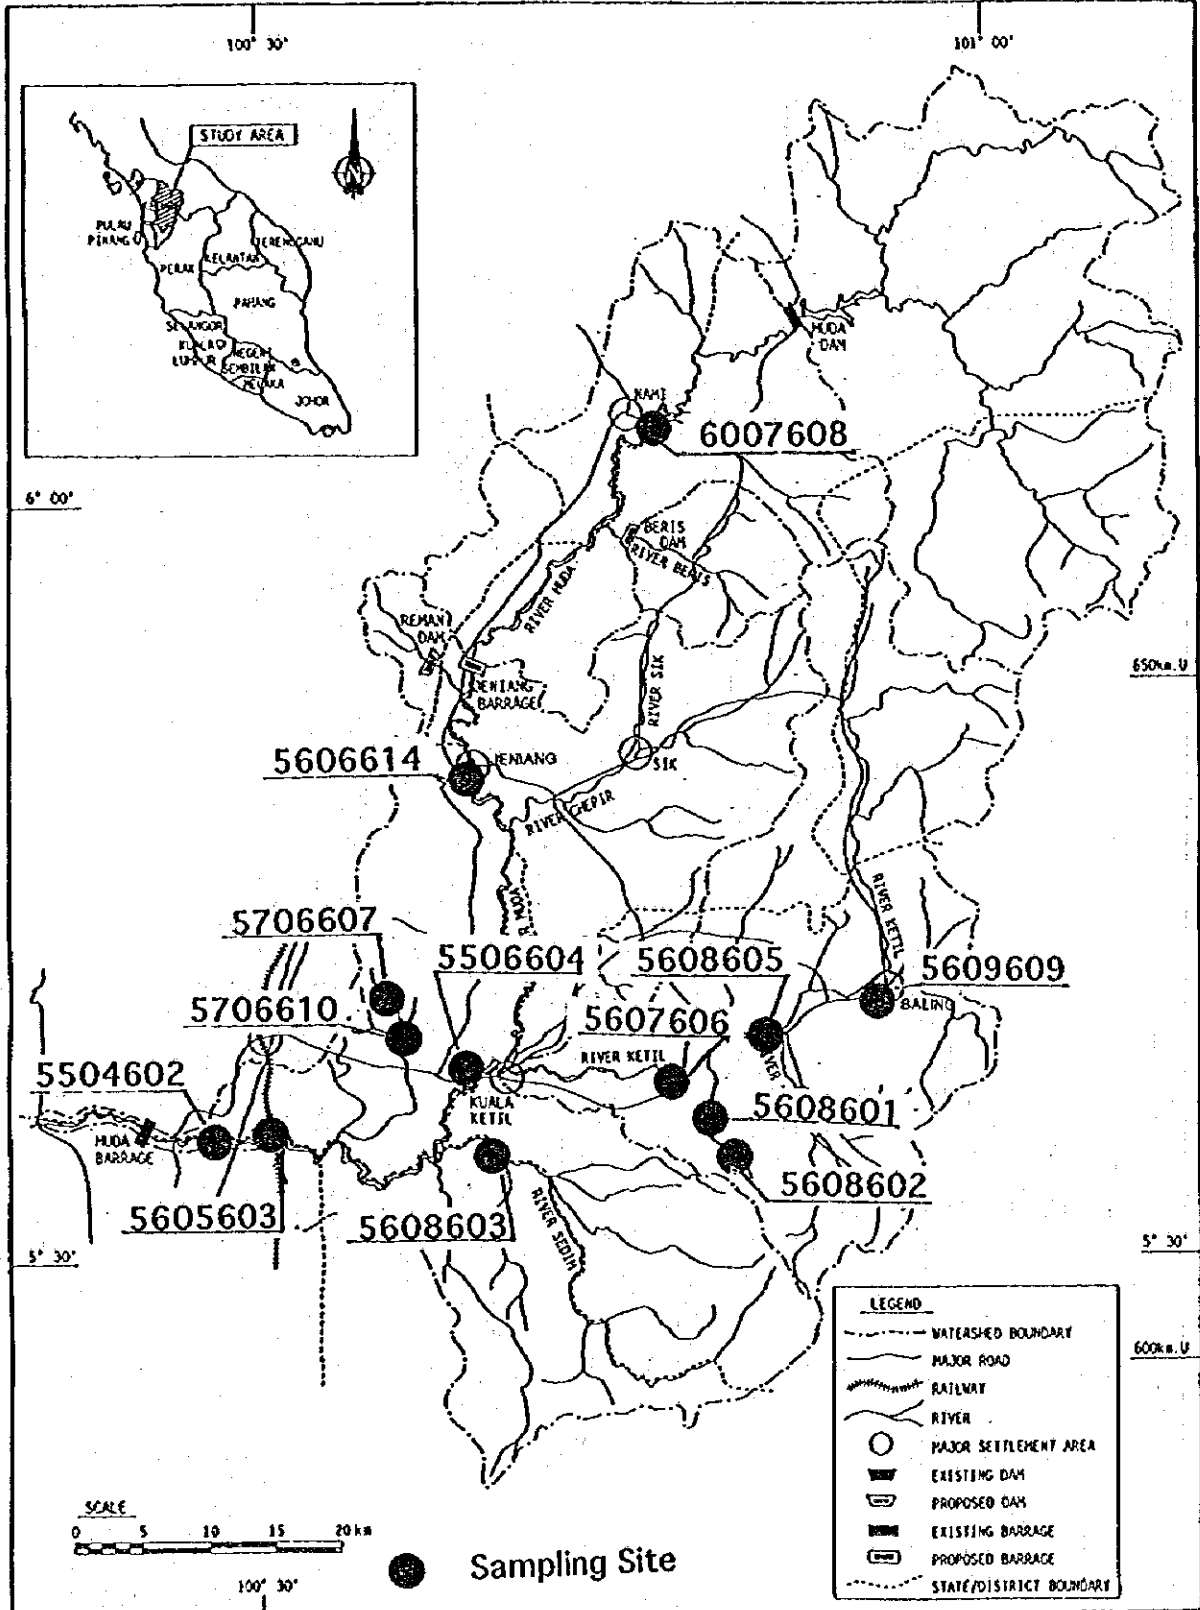 100° 30'
101° 00'
STUDY AREA
N
PULAU
PINANG
PERAK
KELANTAN
TERENGGANU
PAHANG
SELANGOR
KUALA
LUMPUR
NEGERI
SEMBILAN
MELAKA
JOHOR
MUDA
DAM
NAMI
6007608
6° 00'
BERIS
DAM
RIVER BERIS
RIVER MUDA
REMAN
DAM
JENIANG
BARRAGE
RIVER SIK
650km.U
5606614
JENIANG
SIK
RIVER CHEPIR
R. MUDA
RIVER KETIL
5706607
5506604
5608605
5609609
BALING
5706610
5607606
RIVER KETIL
RIVER
5504602
KUALA
KETIL
5608601
MUDA
BARRAGE
5608602
5605603
5608603
RIVER SEDIM
5° 30'
5° 30'
LEGEND
WATERSHED BOUNDARY
MAJOR ROAD
RAILWAY
RIVER
MAJOR SETTLEMENT AREA
EXISTING DAM
PROPOSED DAM
EXISTING BARRAGE
PROPOSED BARRAGE
STATE/DISTRICT BOUNDARY
600km.U
SCALE
0 5 10 15 20 km
Sampling Site
100° 30'